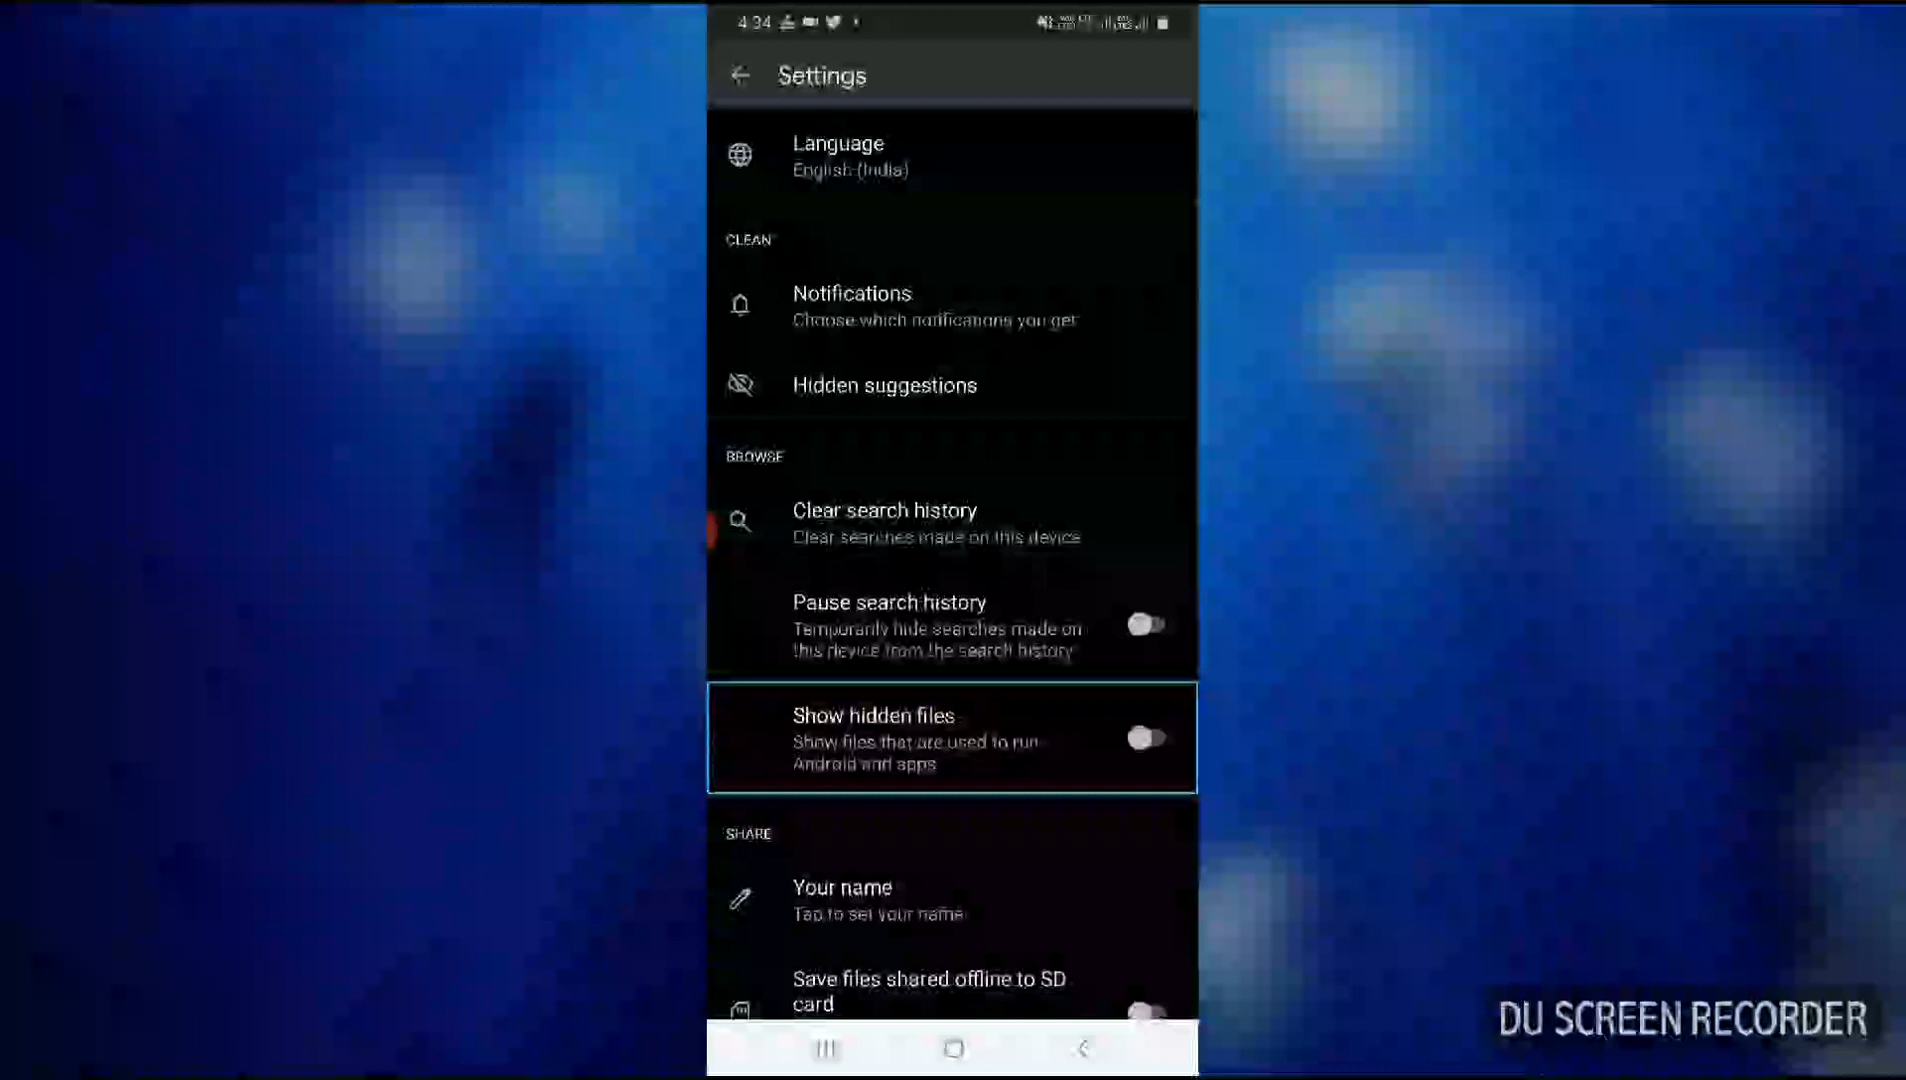 4:34
Settings
Language
English (India)
CLEAN
Notifications
Choose which notifications you get
Hidden suggestions
BROWSE
Clear search history
Clear searches made on this device
Pause search history
Temporarily hide searches made on
this device from the search history
Show hidden files
Show files that are used to run
Android and apps
SHARE
Your name
Tap to set your name
Save files shared offline to SD
card
DU SCREEN RECORDER